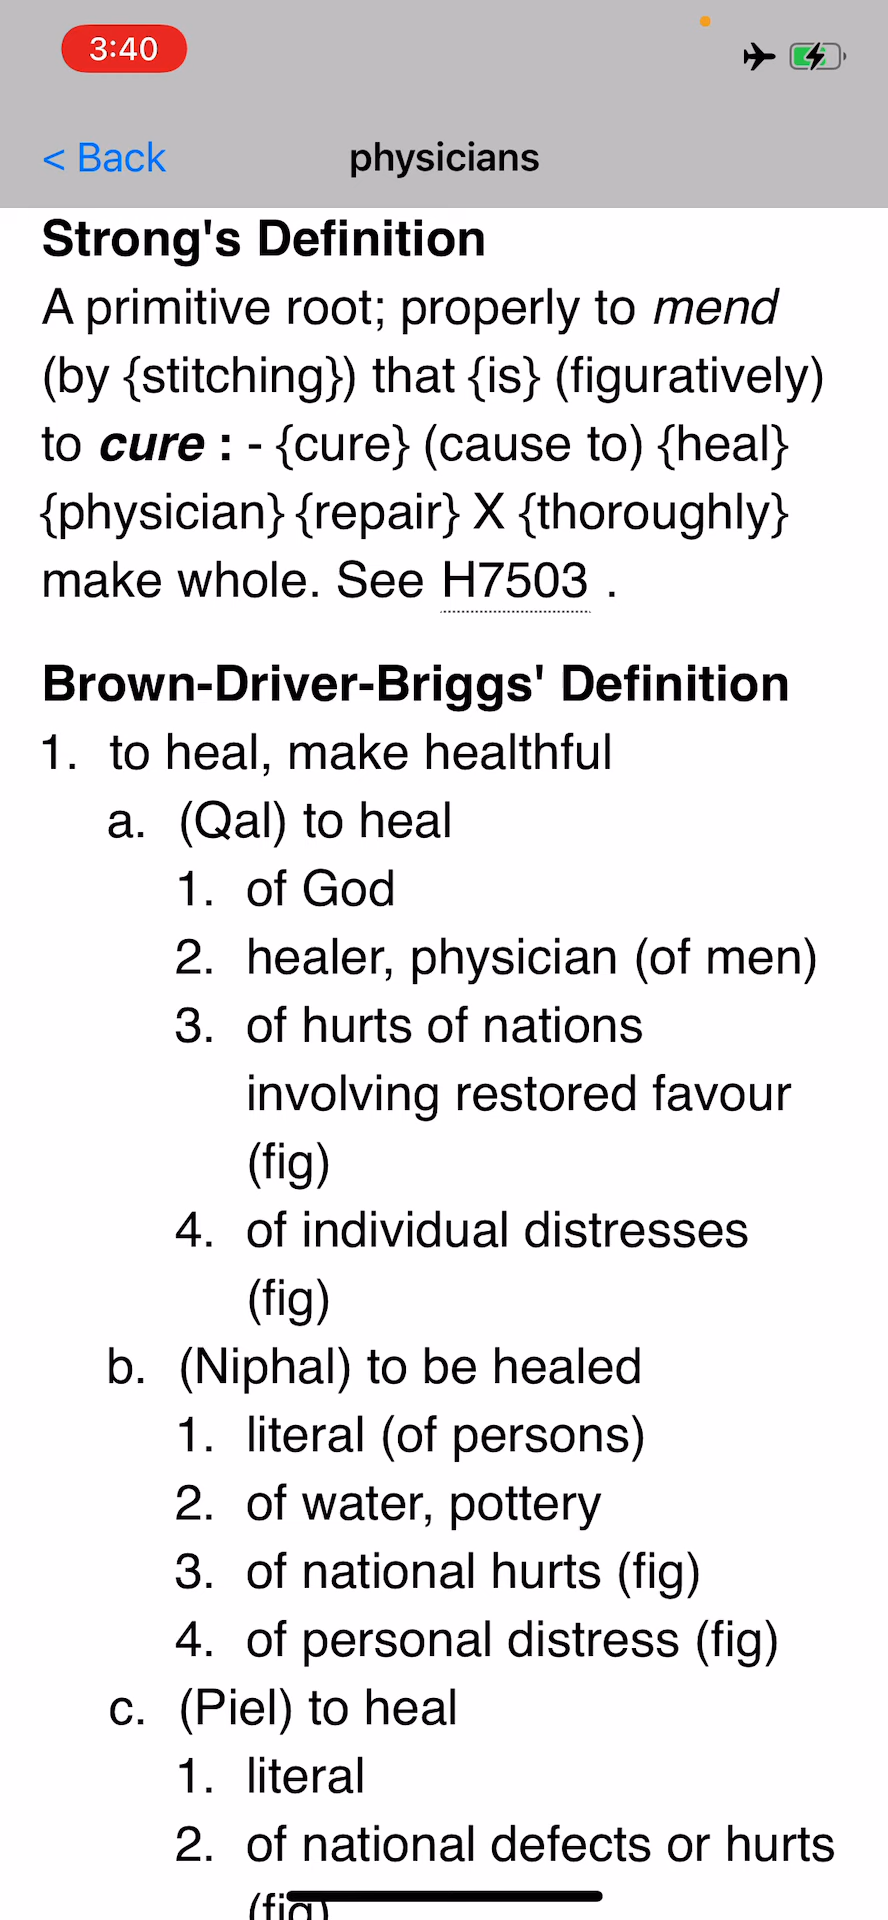 3:40
< Back
physicians
Strong's Definition
A primitive root; properly to mend
(by {stitching}) that {is} (figuratively)
to cure : - {cure} (cause to) {heal}
{physician} {repair} X {thoroughly}
make whole. See H7503 .
Brown-Driver-Briggs' Definition
1. to heal, make healthful
a. (Qal) to heal
1. of God
2. healer, physician (of men)
3. of hurts of nations
involving restored favour
(fig)
4. of individual distresses
(fig)
b. (Niphal) to be healed
1. literal (of persons)
2. of water, pottery
3. of national hurts (fig)
4. of personal distress (fig)
c. (Piel) to heal
1. literal
2. of national defects or hurts
(fig)